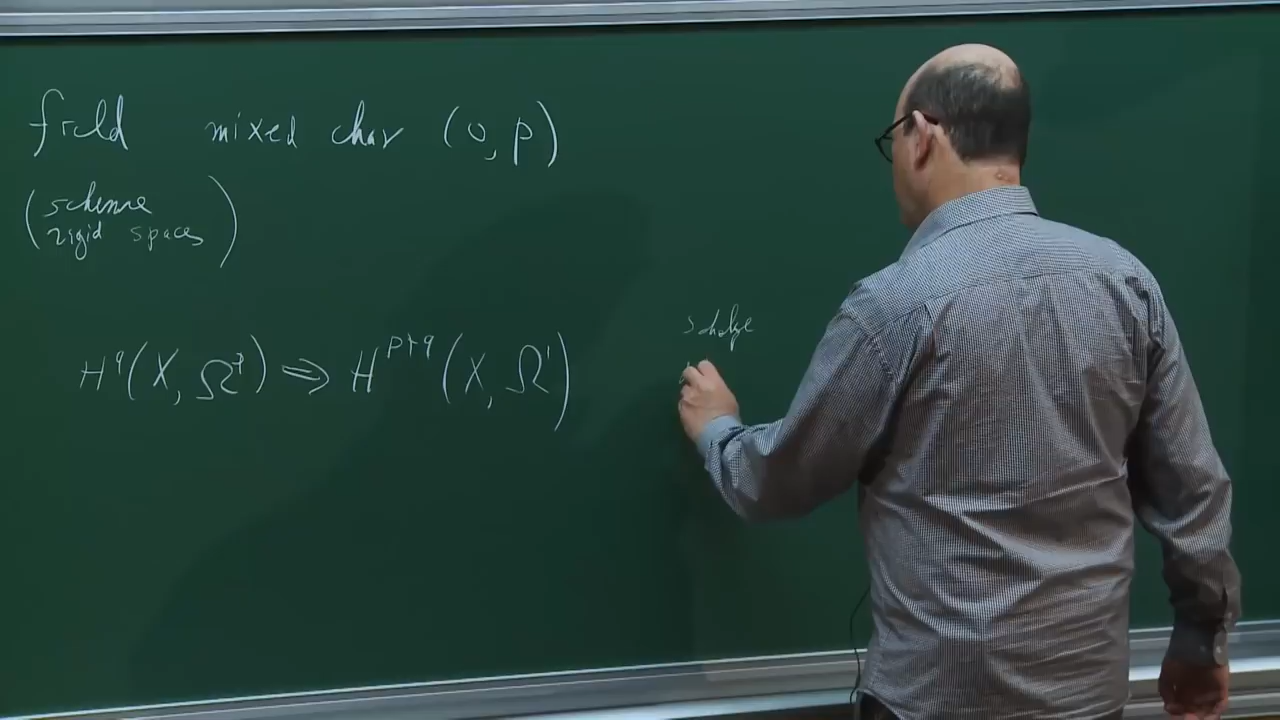 field mixed char (0, p)
(scheme
rigid spaces)
Scholze
H^q(X, Ω^p) ⇒ H^{p+q}(X, Ω^•)